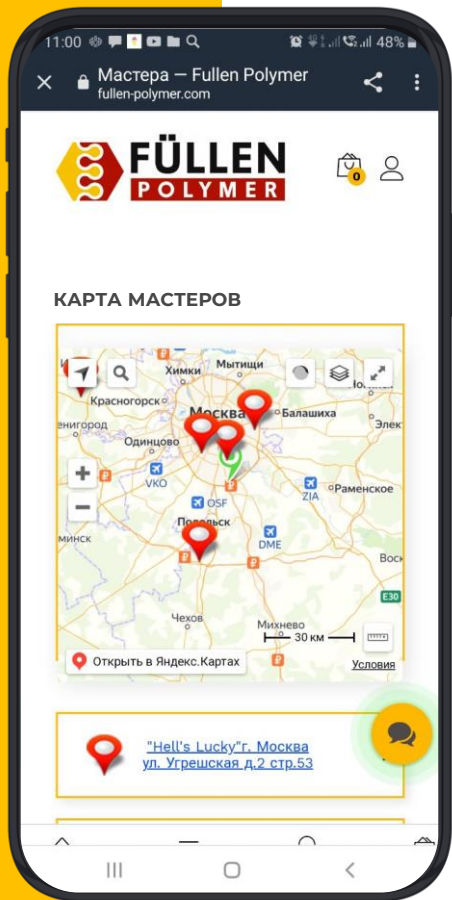 11:00
48%
Мастера — Fullen Polymer
fullen-polymer.com
FÜLLEN
POLYMER
0
КАРТА МАСТЕРОВ
Химки
Мытищи
Красногорск
Москва
Балашиха
Одинцово
VKO
OSF
ZIA
Раменское
Подольск
DME
E30
Чехов
Михнево
30 км
Открыть в Яндекс.Картах
Условия
"Hell's Lucky"г. Москва
ул. Угрешская д.2 стр.53